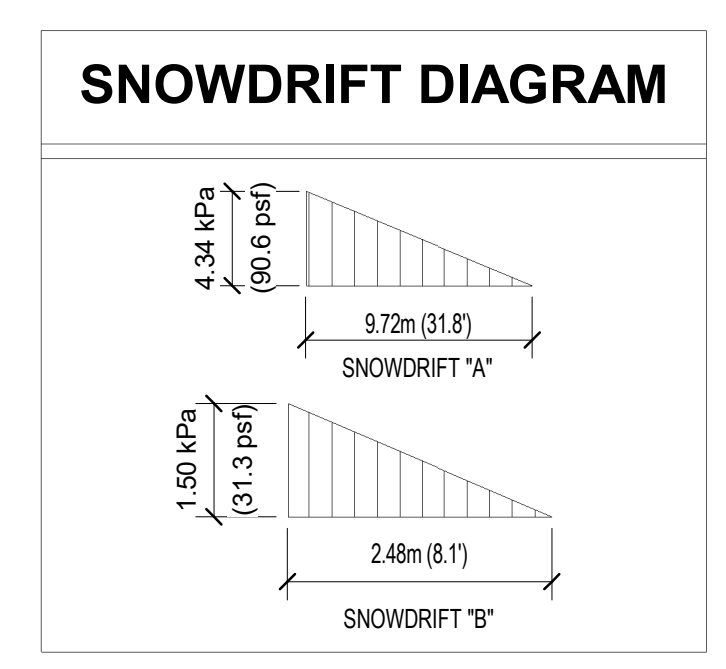 SNOWDRIFT DIAGRAM
4.34 kPa
(90.6 psf)
9.72m (31.8')
SNOWDRIFT "A"
1.50 kPa
(31.3 psf)
2.48m (8.1')
SNOWDRIFT "B"